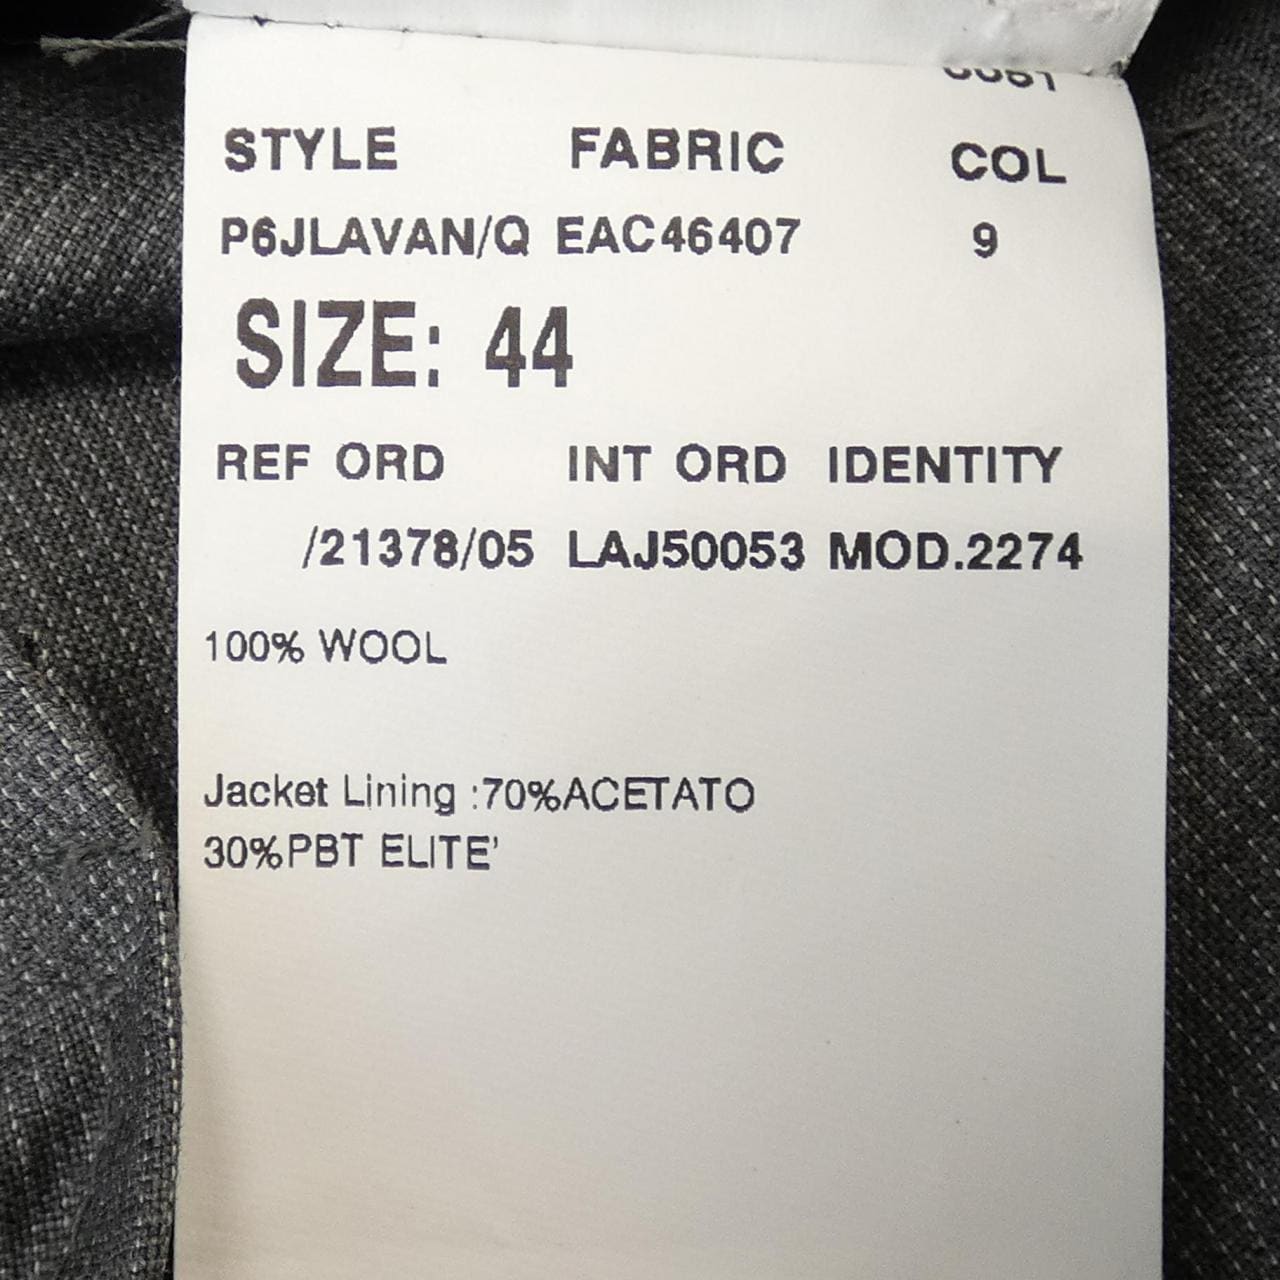 STYLE FABRIC COL
P6JLAVAN/Q EAC46407 9
SIZE: 44
REF ORD INT ORD IDENTITY
/21378/05 LAJ50053 MOD.2274
100% WOOL
Jacket Lining :70%ACETATO
30%PBT ELITE'